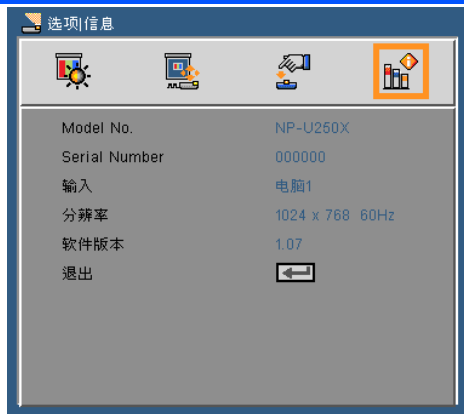 选项|信息
Model No. NP-U250X
Serial Number 000000
输入 电脑1
分辨率 1024 x 768 60Hz
软件版本 1.07
退出